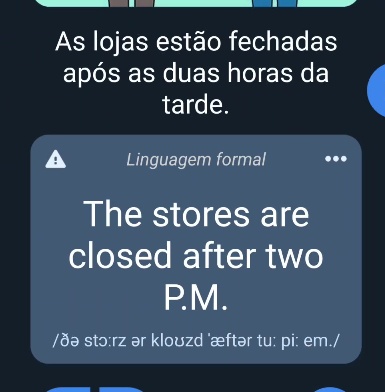 As lojas estão fechadas
após as duas horas da
tarde.
Linguagem formal
The stores are
closed after two
P.M.
/ðə stɔːrz ər kloʊzd ˈæftər tuː piː em./